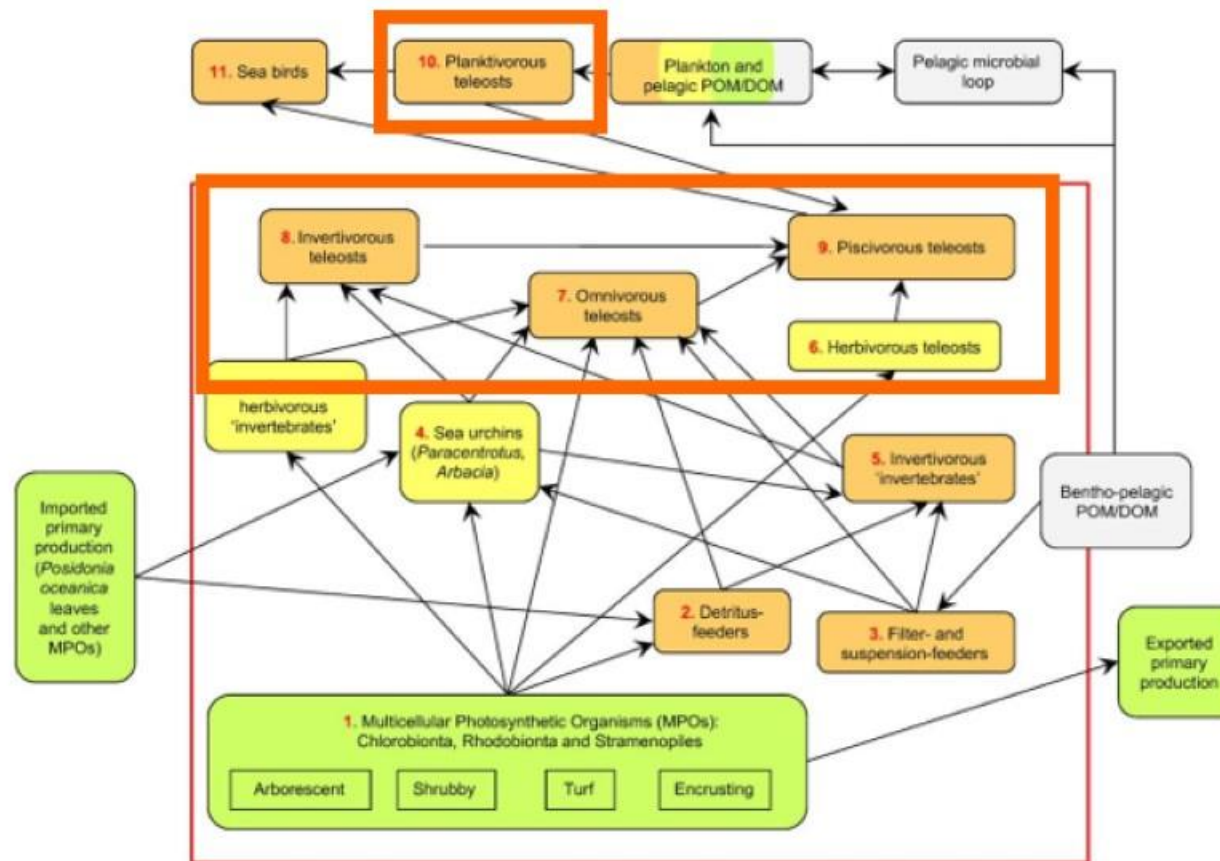 11. Sea birds
10. Planktivorous
teleosts
Plankton and
pelagic POM/DOM
Pelagic microbial
loop
8. Invertivorous
teleosts
9. Piscivorous teleosts
7. Omnivorous
teleosts
6. Herbivorous teleosts
herbivorous
'invertebrates'
4. Sea urchins
(Paracentrotus,
Arbacia)
5. Invertivorous
'invertebrates'
Bentho-pelagic
POM/DOM
Imported
primary
production
(Posidonia
oceanica
leaves
and other
MPOs)
2. Detritus-
feeders
3. Filter- and
suspension-feeders
Exported
primary
production
1. Multicellular Photosynthetic Organisms (MPOs):
Chlorobionta, Rhodobionta and Stramenopiles
Arborescent
Shrubby
Turf
Encrusting